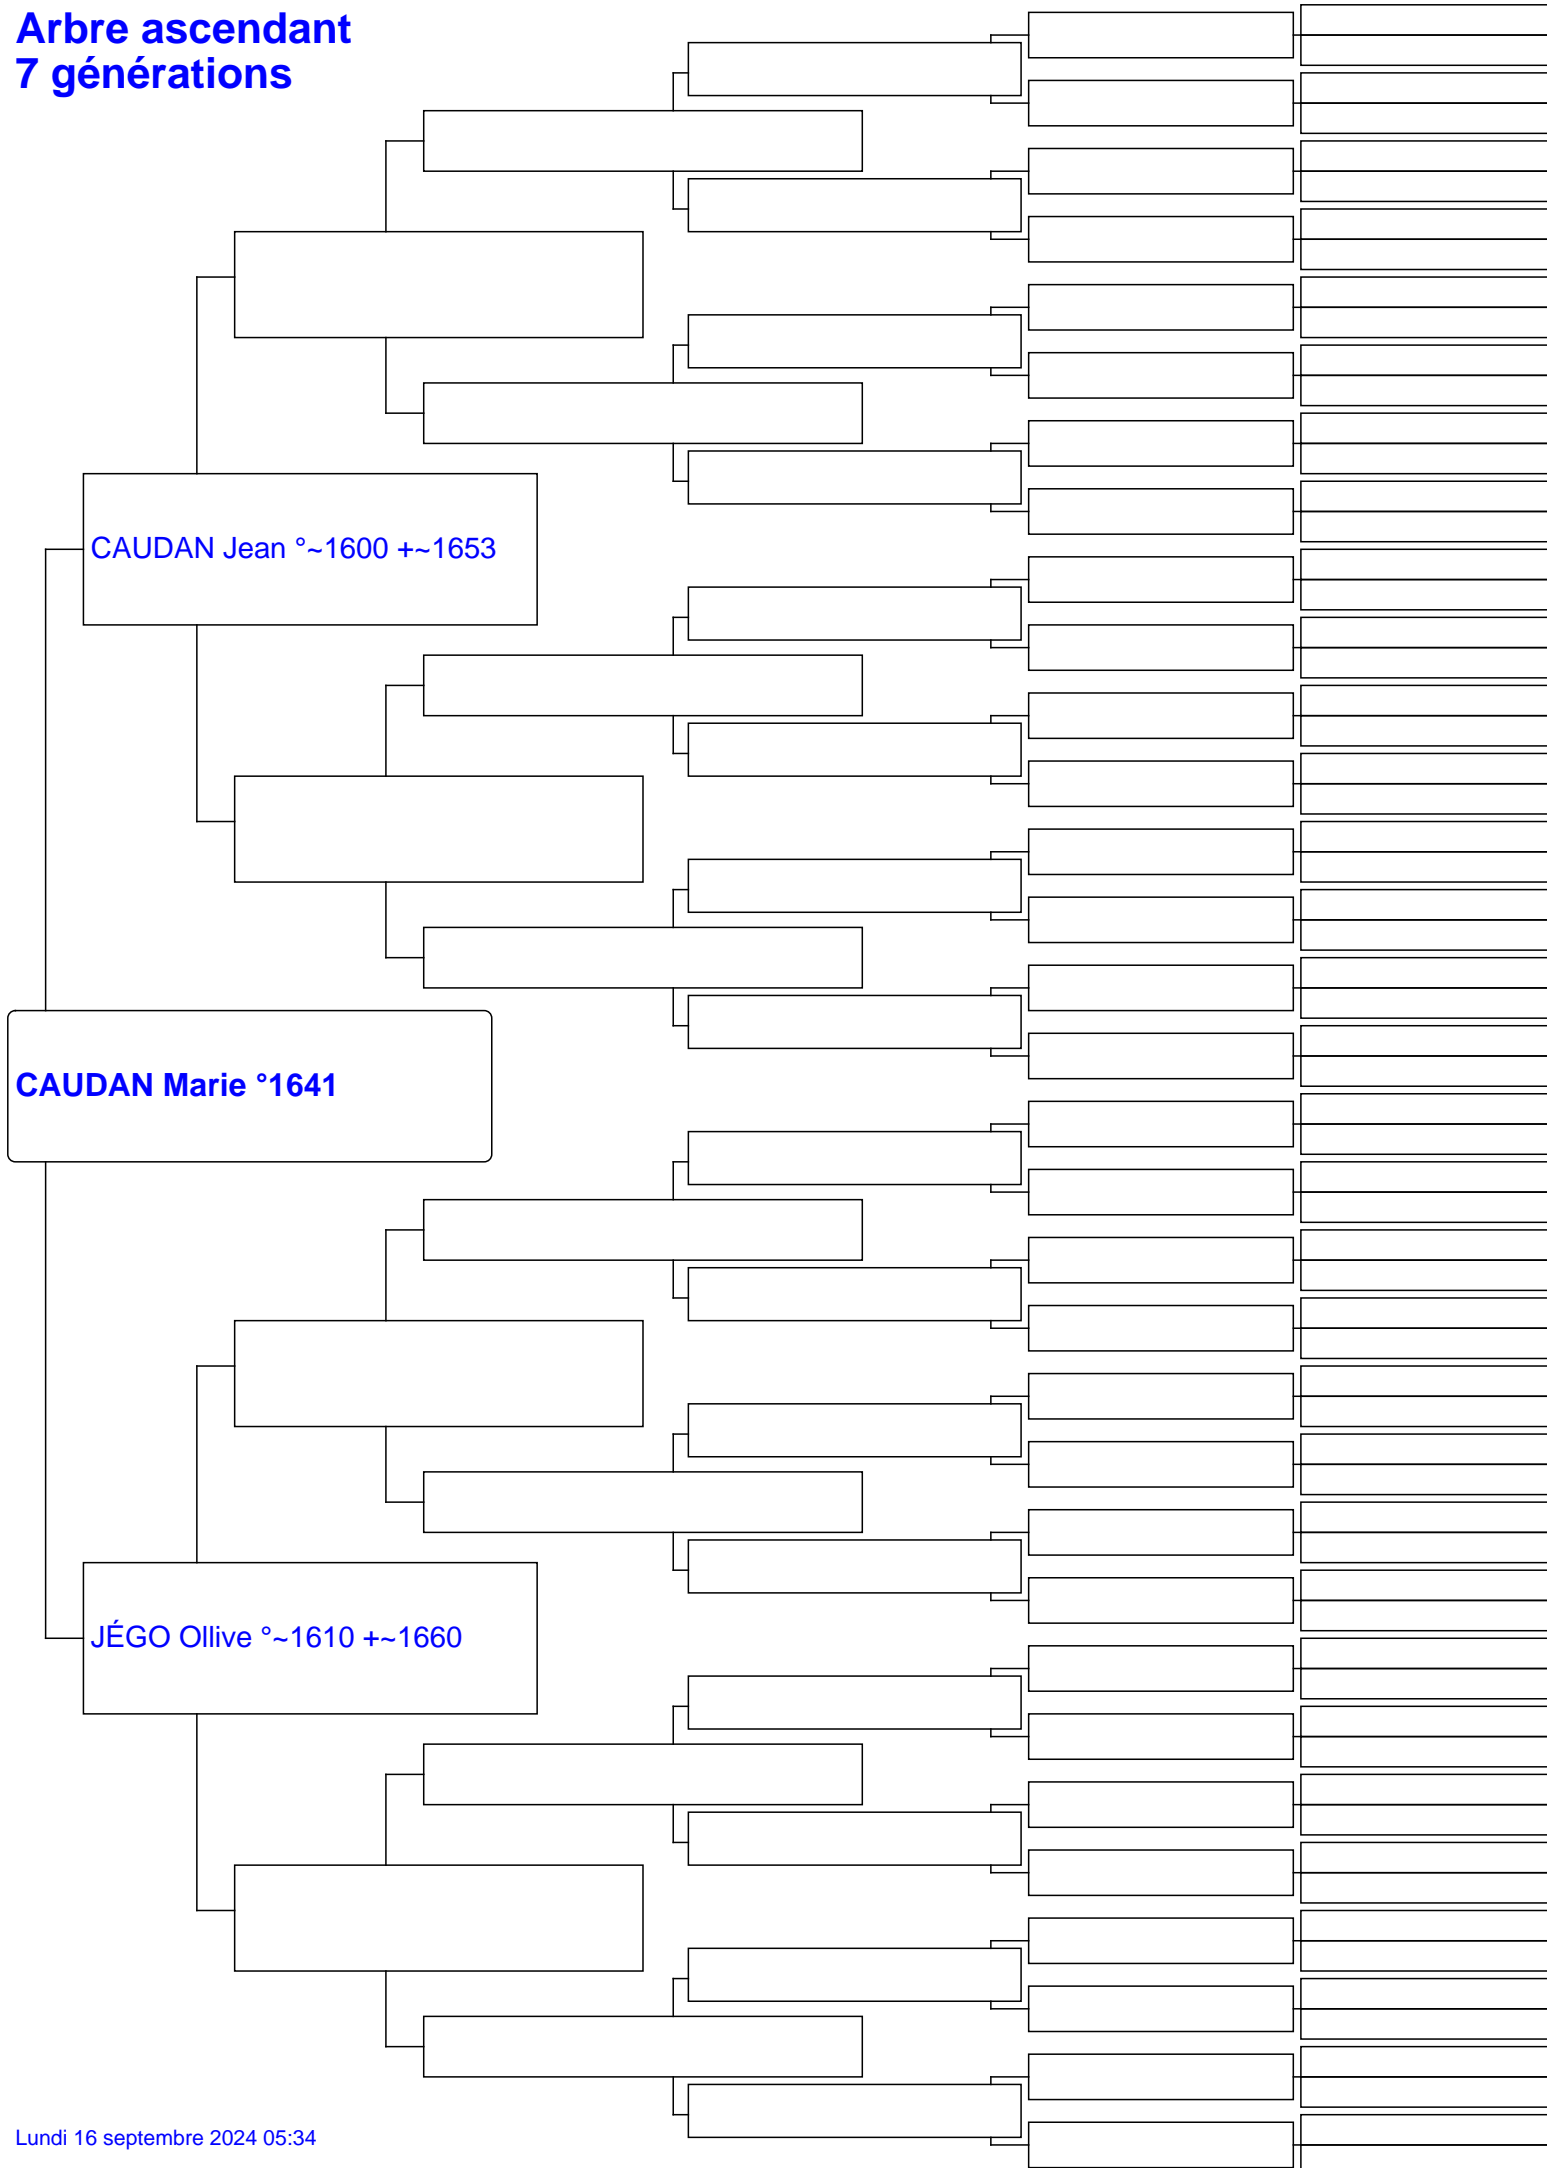 Arbre ascendant
7 générations
CAUDAN Jean °~1600 +~1653
CAUDAN Marie °1641
JÉGO Ollive °~1610 +~1660
Lundi 16 septembre 2024 05:34